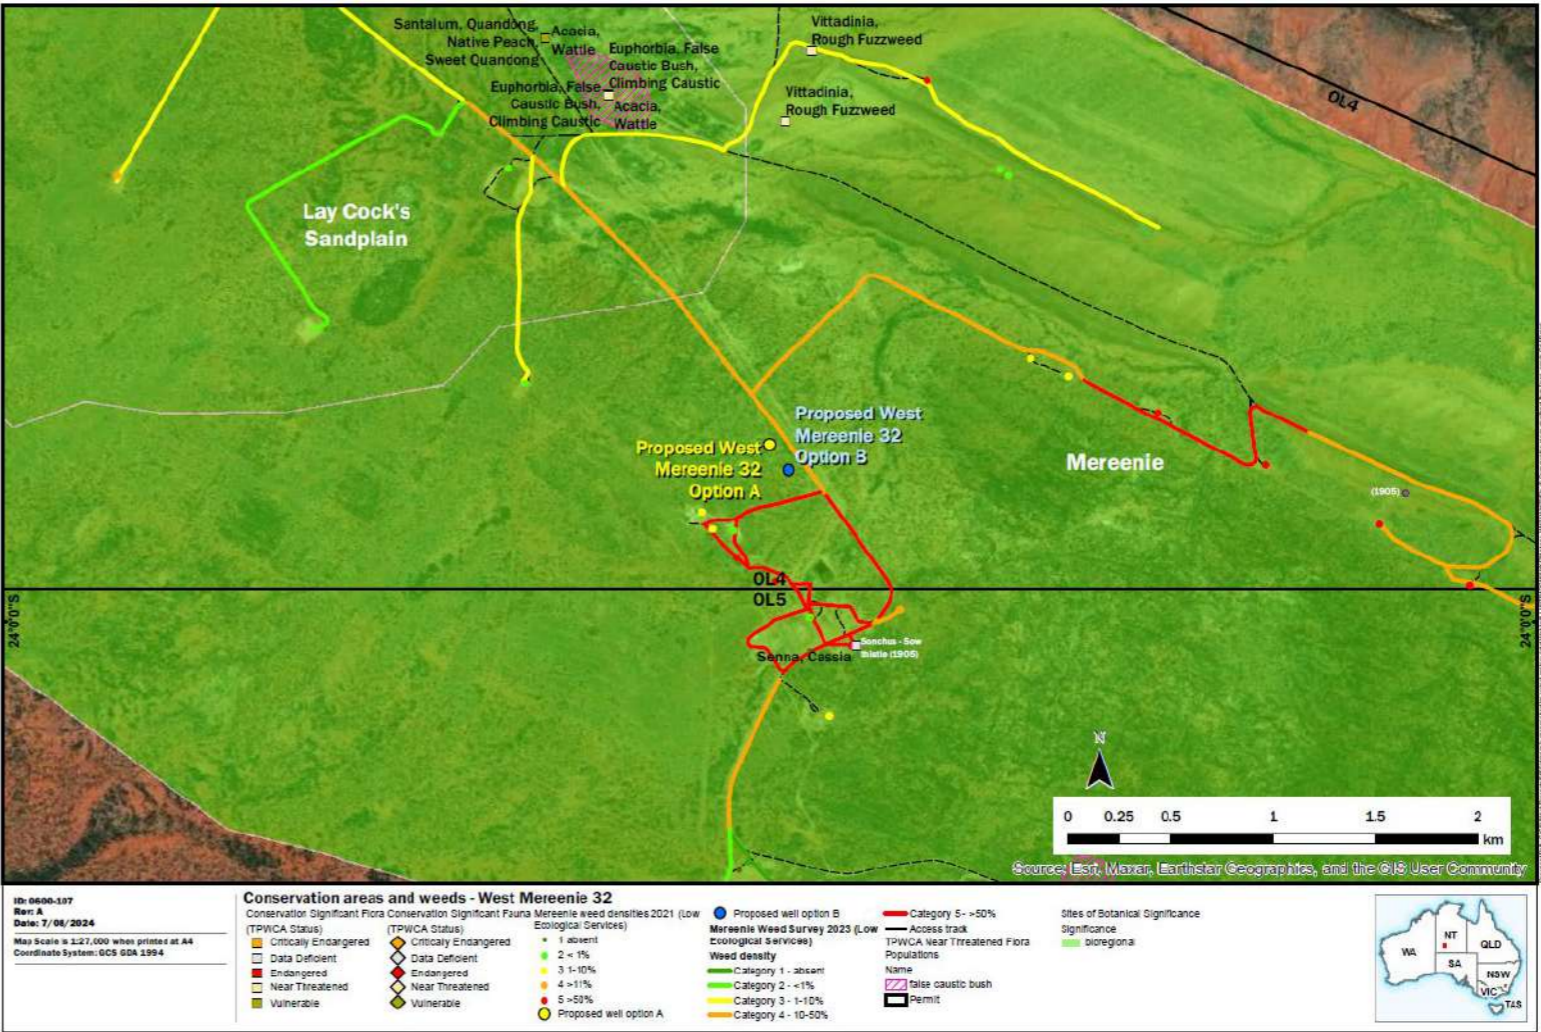 Santalum, Quandong,
Native Peach,
Sweet Quandong
Acacia,
Wattle
Euphorbia, False
Caustic Bush,
Climbing Caustic
Euphorbia, False
Caustic Bush,
Climbing Caustic
Acacia,
Wattle
Vittadinia,
Rough Fuzzweed
Vittadinia,
Rough Fuzzweed
OL4
Lay Cock's
Sandplain
Proposed West
Mereenie 32
Option B
Proposed West
Mereenie 32
Option A
Mereenie
(1905)
OL4
OL5
24°0'0"S
24°0'0"S
Sonchus - Sow
thistle (1905)
Senna, Cassia
N
0 0.25 0.5 1 1.5 2
km
Source: Esri, Maxar, Earthstar Geographics, and the GIS User Community
ID: 0600-107
Rev: A
Date: 7/08/2024
Map Scale is 1:27,000 when printed at A4
Coordinate System: GCS GDA 1994
Conservation areas and weeds - West Mereenie 32
Conservation Significant Flora
(TPWCA Status)
Critically Endangered
Data Deficient
Endangered
Near Threatened
Vulnerable
Conservation Significant Fauna
(TPWCA Status)
Critically Endangered
Data Deficient
Endangered
Near Threatened
Vulnerable
Mereenie weed densities 2021 (Low
Ecological Services)
1 absent
2 < 1%
3 1-10%
4 >11%
5 >50%
Proposed well option A
Proposed well option B
Mereenie Weed Survey 2023 (Low
Ecological Services)
Weed density
Category 1 - absent
Category 2 - <1%
Category 3 - 1-10%
Category 4 - 10-50%
Category 5 - >50%
Access track
TPWCA Near Threatened Flora
Populations
Name
false caustic bush
Permit
Sites of Botanical Significance
Significance
bioregional
WA
NT
QLD
SA
NSW
VIC
TAS